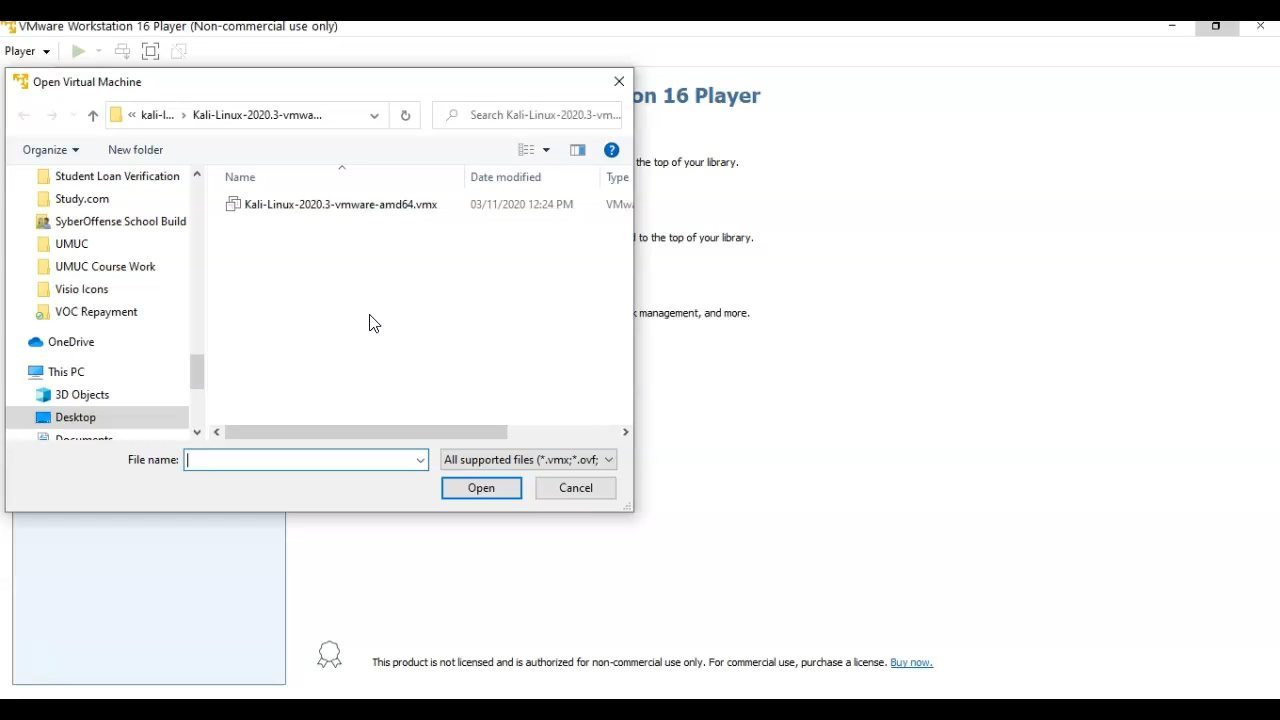 VMware Workstation 16 Player (Non-commercial use only)
Player
Open Virtual Machine
on 16 Player
« kali-l... › Kali-Linux-2020.3-vmwa...
Search Kali-Linux-2020.3-vm...
Organize
New folder
the top of your library.
Student Loan Verification
Name
Date modified
Type
Study.com
Kali-Linux-2020.3-vmware-amd64.vmx
03/11/2020 12:24 PM
VMwa
SyberOffense School Build
to the top of your library.
UMUC
UMUC Course Work
Visio Icons
VOC Repayment
management, and more.
OneDrive
This PC
3D Objects
Desktop
Documents
File name:
All supported files (*.vmx;*.ovf;
Open
Cancel
This product is not licensed and is authorized for non-commercial use only. For commercial use, purchase a license. Buy now.